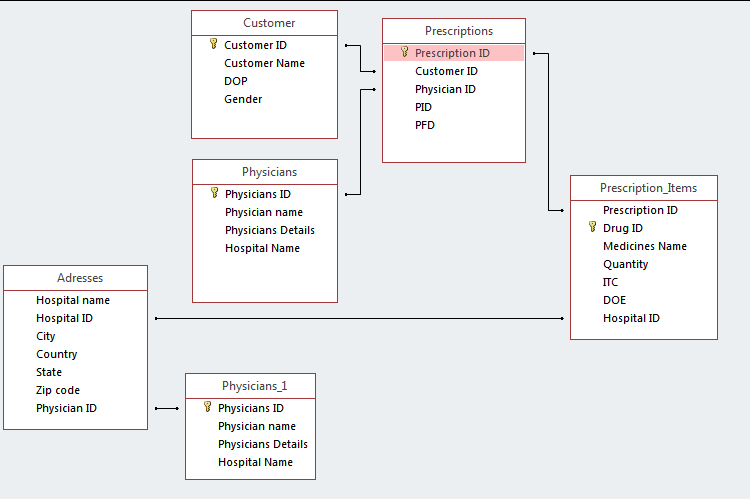 Customer
Customer ID
Customer Name
DOP
Gender
Prescriptions
Prescription ID
Customer ID
Physician ID
PID
PFD
Physicians
Physicians ID
Physician name
Physicians Details
Hospital Name
Prescription_Items
Prescription ID
Drug ID
Medicines Name
Quantity
ITC
DOE
Hospital ID
Adresses
Hospital name
Hospital ID
City
Country
State
Zip code
Physician ID
Physicians_1
Physicians ID
Physician name
Physicians Details
Hospital Name